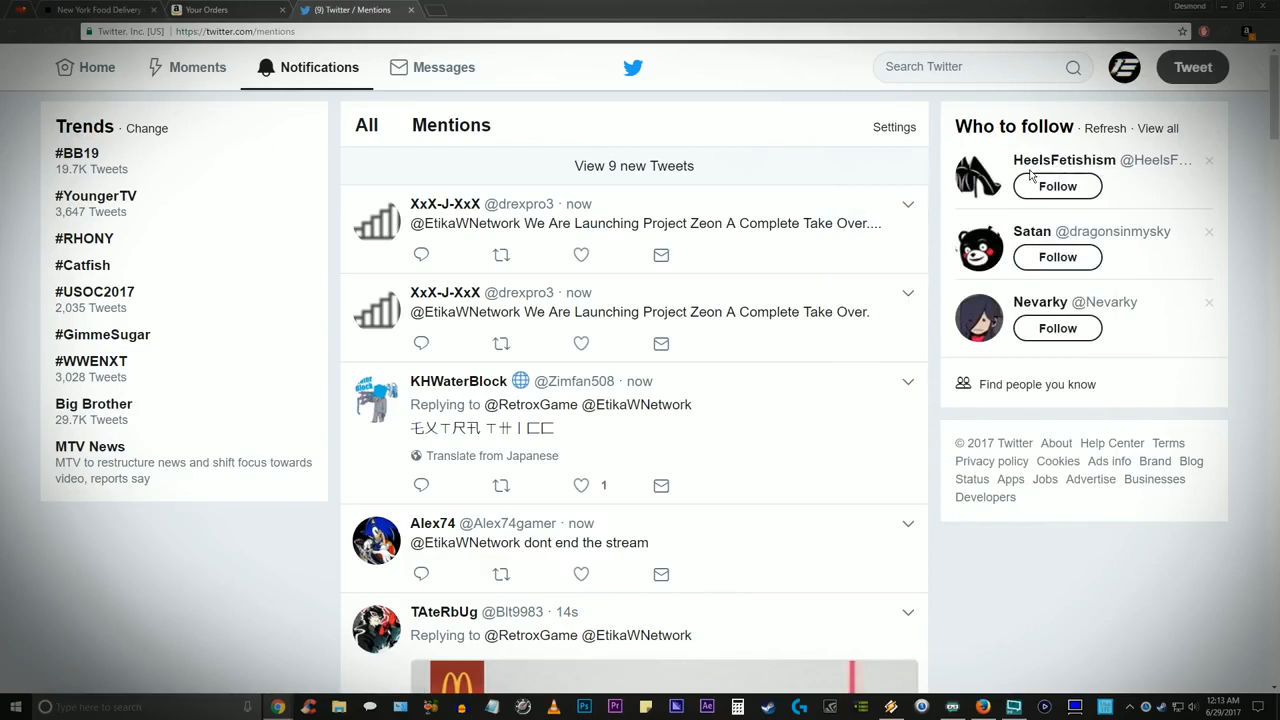 New York Food Delivery
Your Orders
(9) Twitter / Mentions
Desmond
Twitter, Inc. [US]
https://twitter.com/mentions
Home
Moments
Notifications
Messages
Search Twitter
Tweet
Trends · Change
#BB19
19.7K Tweets
#YoungerTV
3,647 Tweets
#RHONY
#Catfish
#USOC2017
2,035 Tweets
#GimmeSugar
#WWENXT
3,028 Tweets
Big Brother
29.7K Tweets
MTV News
MTV to restructure news and shift focus towards
video, reports say
All
Mentions
Settings
View 9 new Tweets
XxX-J-XxX @drexpro3 · now
@EtikaWNetwork We Are Launching Project Zeon A Complete Take Over....
XxX-J-XxX @drexpro3 · now
@EtikaWNetwork We Are Launching Project Zeon A Complete Take Over.
KHWaterBlock @Zimfan508 · now
Replying to @RetroxGame @EtikaWNetwork
Translate from Japanese
1
Alex74 @Alex74gamer · now
@EtikaWNetwork dont end the stream
TAteRbUg @Blt9983 · 14s
Replying to @RetroxGame @EtikaWNetwork
Who to follow · Refresh · View all
HeelsFetishism @HeelsF...
Follow
Satan @dragonsinmysky
Follow
Nevarky @Nevarky
Follow
Find people you know
© 2017 Twitter About Help Center Terms
Privacy policy Cookies Ads info Brand Blog
Status Apps Jobs Advertise Businesses
Developers
Type here to search
12:13 AM
6/29/2017